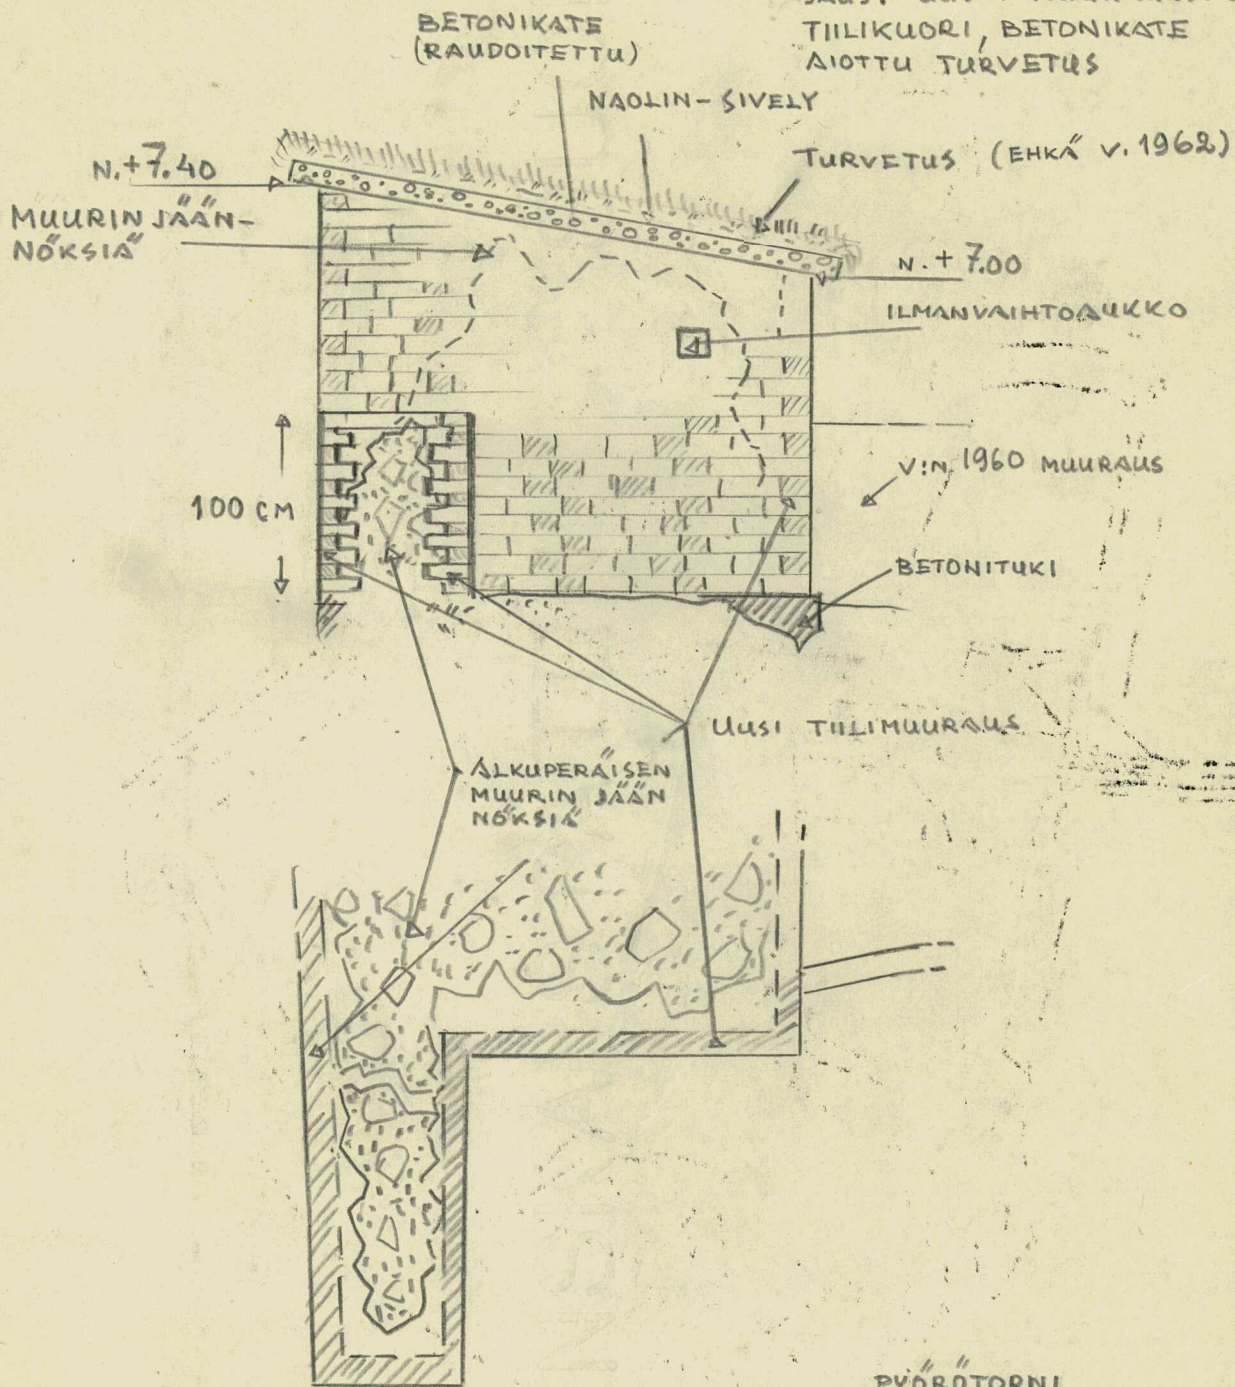 BETONIKATE
(RAUDOITETTU)
TIILIKUORI, BETONIKATE
AIOTTU TURVETUS
NAOLIN-SIVELY
TURVETUS (EHKÄ V. 1962)
N.+7.40
MUURIN JÄÄN-
NÖKSIÄ
N.+7.00
ILMANVAIHTOAUKKO
V:N 1960 MUURAUS
100 CM
BETONITUKI
UUSI TIILIMUURAUS
ALKUPERÄISEN
MUURIN JÄÄN
NÖKSIÄ
PYÖRÖTORNI